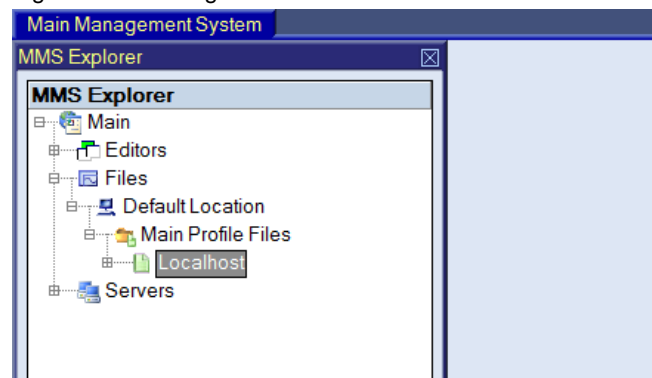 Main Management System
MMS Explorer
MMS Explorer
Main
Editors
Files
Default Location
Main Profile Files
Localhost
Servers